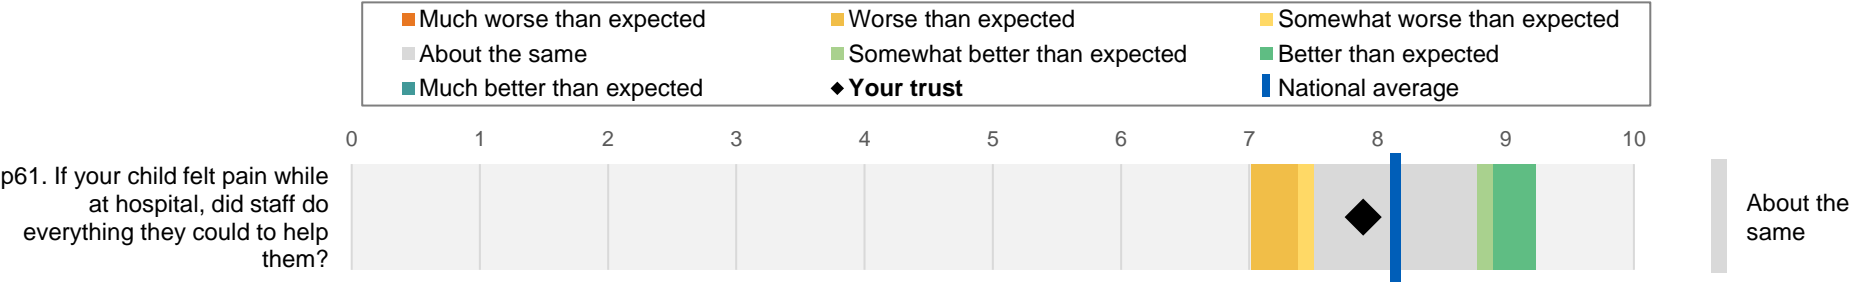 Much worse than expected Worse than expected Somewhat worse than expected
About the same Somewhat better than expected Better than expected
Much better than expected Your trust National average
0 1 2 3 4 5 6 7 8 9 10
p61. If your child felt pain while
at hospital, did staff do
everything they could to help
them?
About the
same